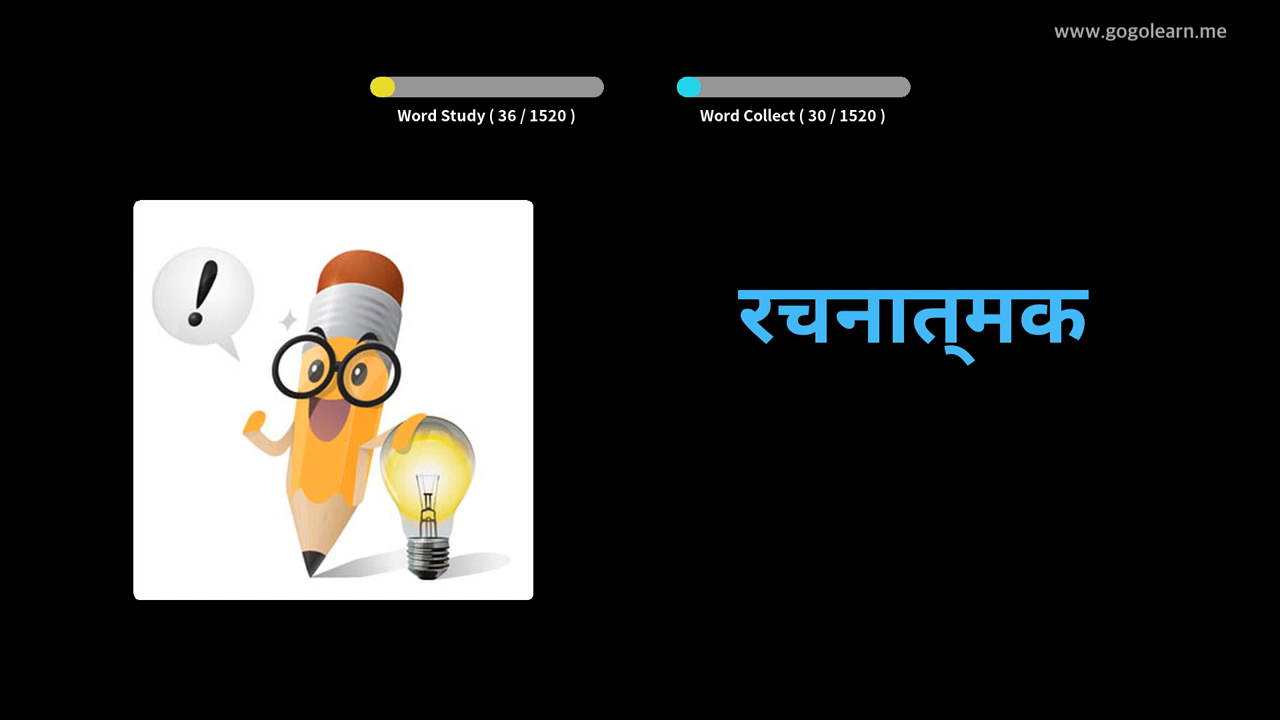 www.gogolearn.me
Word Study ( 36 / 1520 )
Word Collect ( 30 / 1520 )
!
रचनात्‌मक